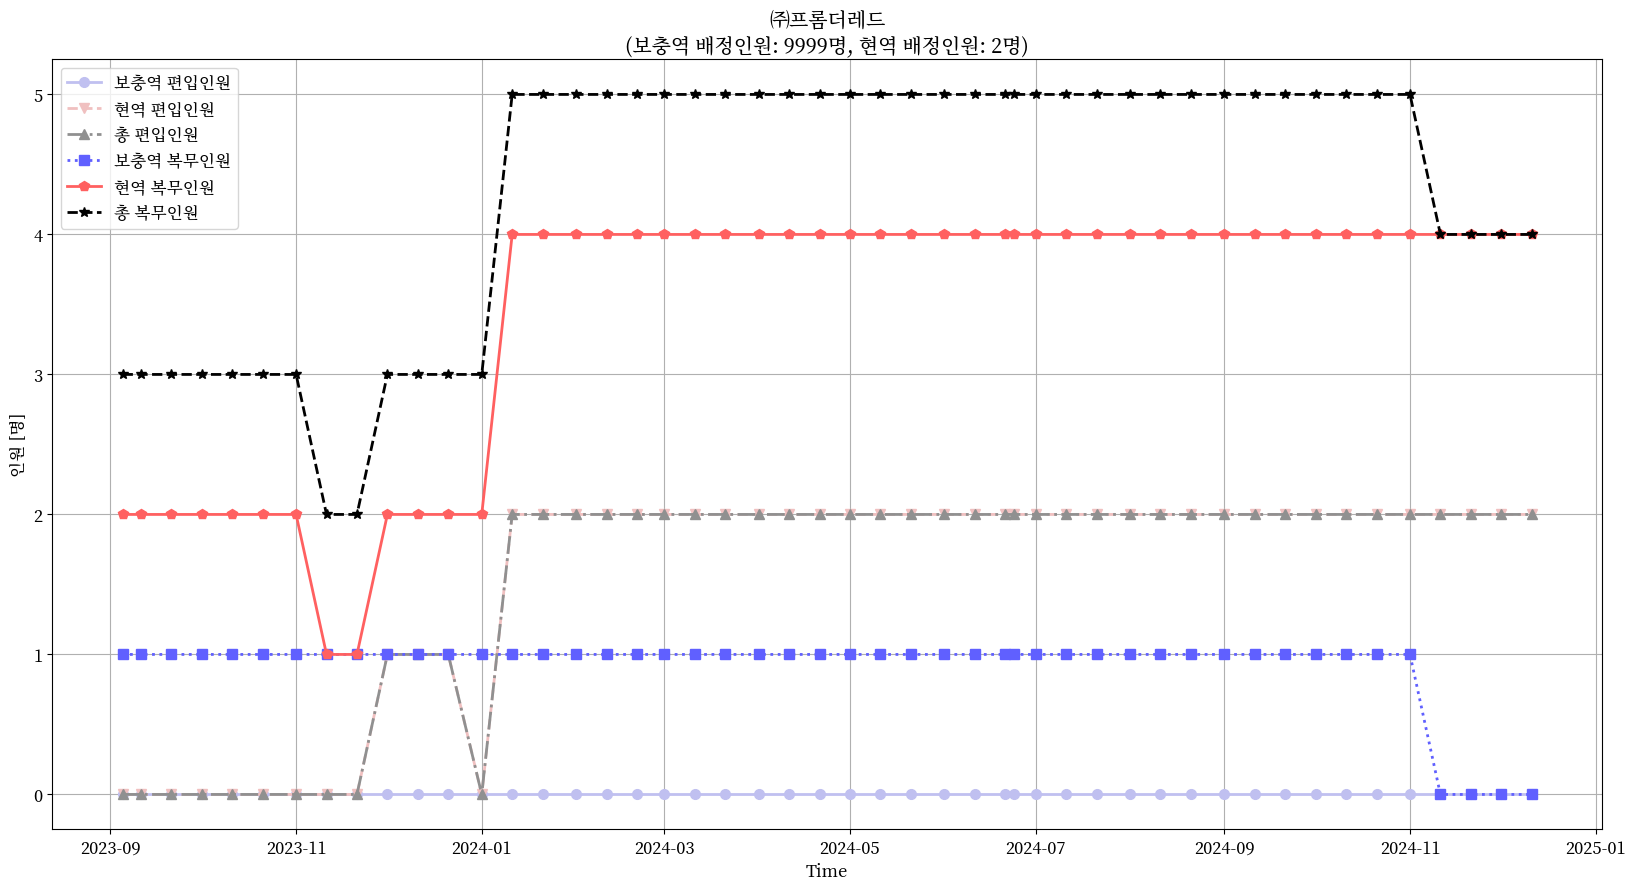 ㈜프롬더레드
(보충역 배정인원: 9999명, 현역 배정인원: 2명)
보충역 편입인원
현역 편입인원
총 편입인원
보충역 복무인원
현역 복무인원
총 복무인원
인원 [명]
5
4
3
2
1
0
2023-09
2023-11
2024-01
2024-03
2024-05
2024-07
2024-09
2024-11
2025-01
Time